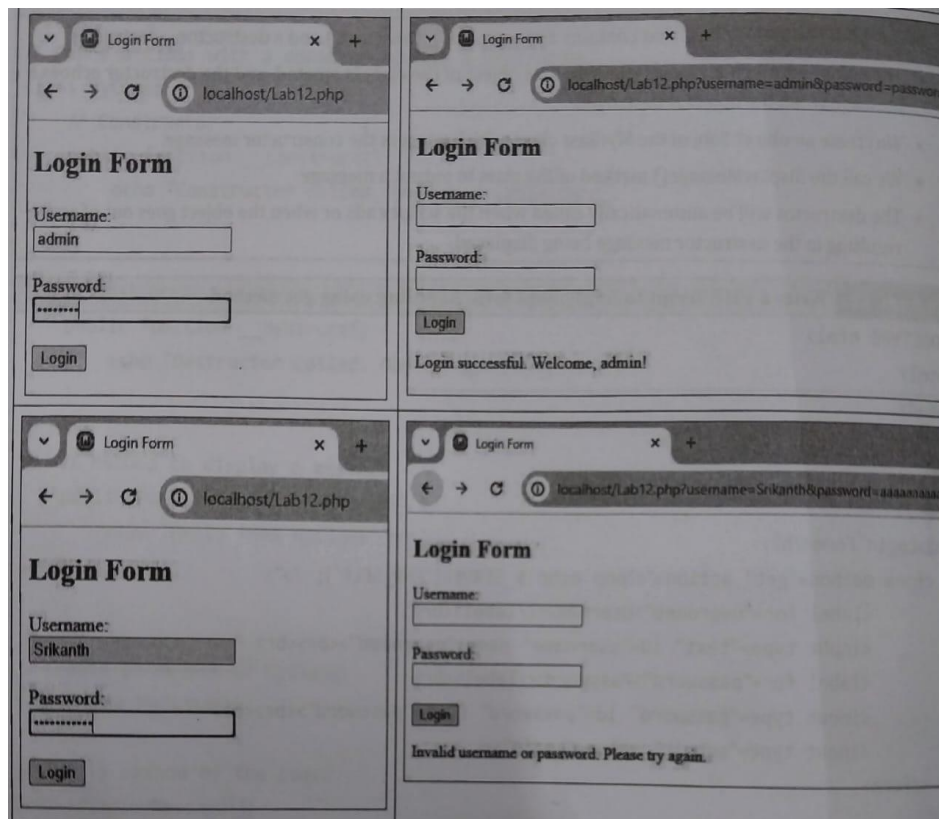 Login Form
localhost/Lab12.php
Login Form
Username:
admin
Password:
Login
Login Form
localhost/Lab12.php?username=admin&password=passwor
Login Form
Username:
Password:
Login
Login successful. Welcome, admin!
Login Form
localhost/Lab12.php
Login Form
Username:
Srikanth
Password:
Login
Login Form
localhost/Lab12.php?username=Srikanth&password=
Login Form
Username:
Password:
Login
Invalid username or password. Please try again.